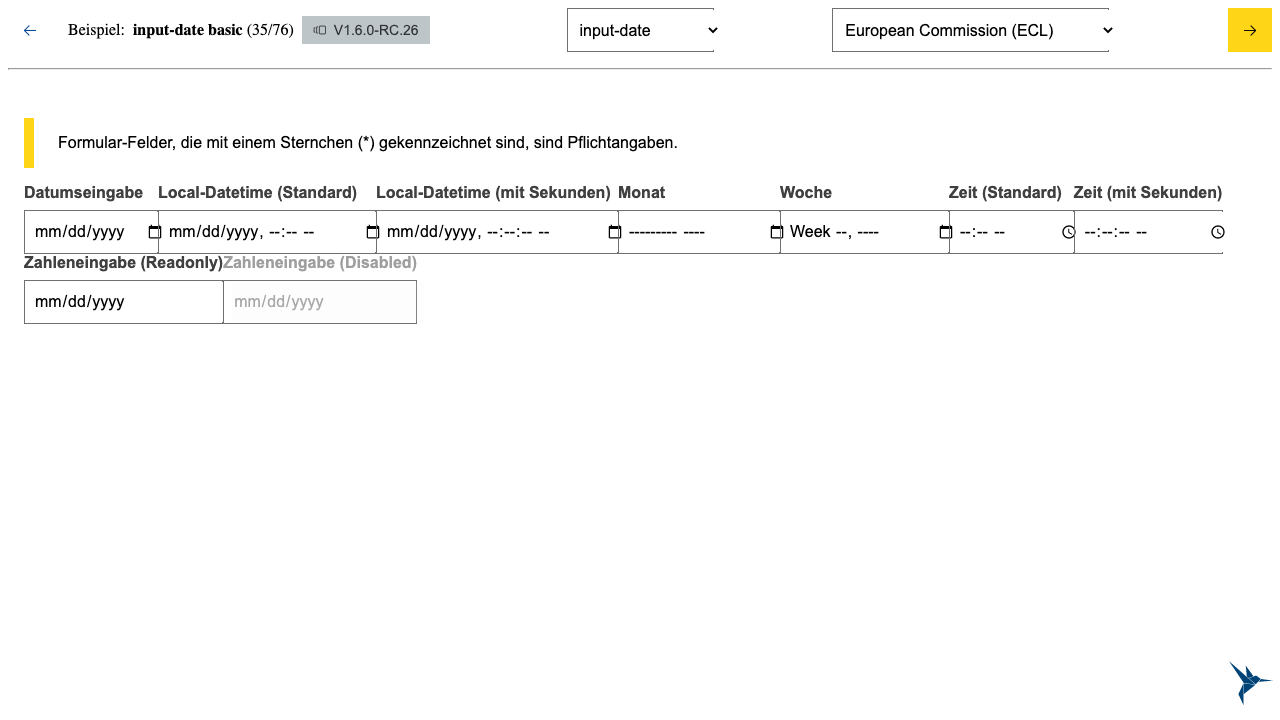 Beispiel: input-date basic (35/76) V1.6.0-RC.26 input-date European Commission (ECL)
Formular-Felder, die mit einem Sternchen (*) gekennzeichnet sind, sind Pflichtangaben.
Datumseingabe Local-Datetime (Standard) Local-Datetime (mit Sekunden) Monat Woche Zeit (Standard) Zeit (mit Sekunden)
mm/dd/yyyy mm/dd/yyyy, --:-- -- mm/dd/yyyy, --:--:-- -- --------- ---- Week --, ---- --:-- -- --:--:-- --
Zahleneingabe (Readonly) Zahleneingabe (Disabled)
mm/dd/yyyy mm/dd/yyyy